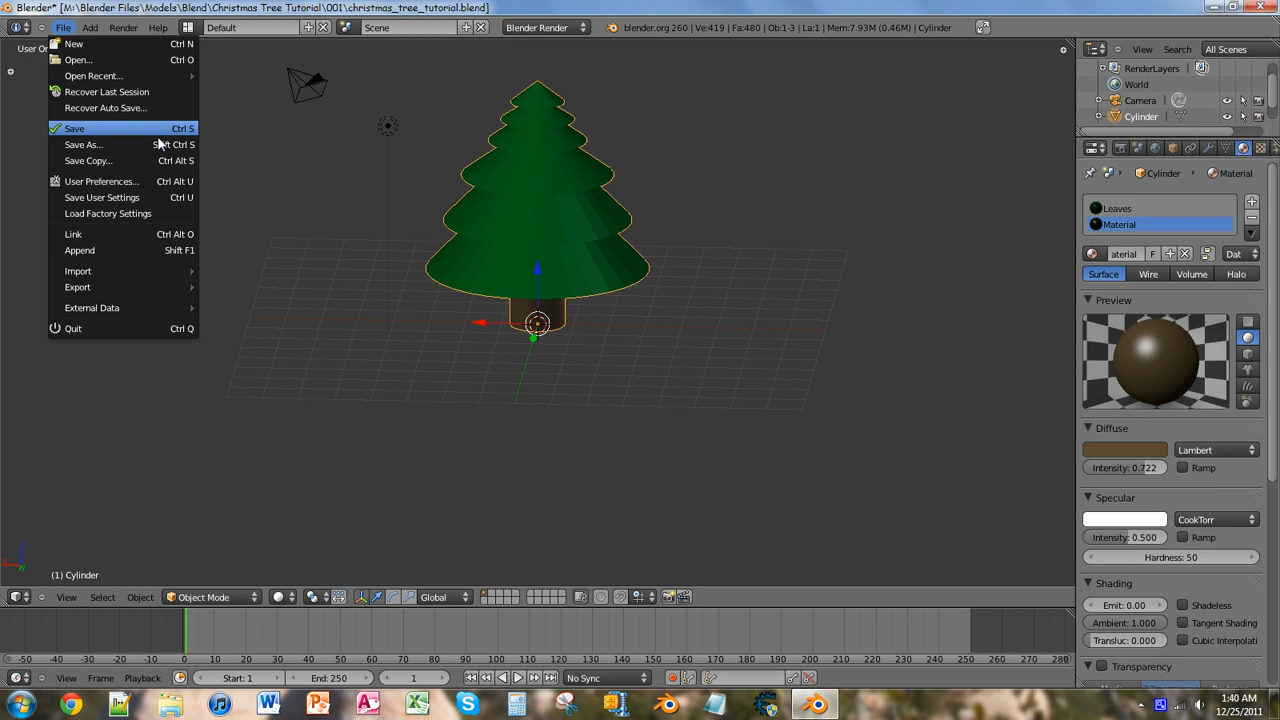 Blender* [M:\Blender Files\Models\Blend\Christmas Tree Tutorial\001\christmas_tree_tutorial.blend]
File Add Render Help Default Scene Blender Render blender.org 260 | Ve:419 | Fa:480 | Ob:1-3 | La:1 | Mem:7.93M (0.46M) | Cylinder
User Or
New Ctrl N
Open... Ctrl O
Open Recent...
Recover Last Session
Recover Auto Save...
Save Ctrl S
Save As... Shift Ctrl S
Save Copy... Ctrl Alt S
User Preferences... Ctrl Alt U
Save User Settings Ctrl U
Load Factory Settings
Link Ctrl Alt O
Append Shift F1
Import
Export
External Data
Quit Ctrl Q
View Search All Scenes
RenderLayers
World
Camera
Cylinder
Cylinder Material
Leaves
Material
aterial F Dat
Surface Wire Volume Halo
Preview
Diffuse
Lambert
Intensity: 0.722 Ramp
Specular
CookTorr
Intensity: 0.500 Ramp
Hardness: 50
Shading
Emit: 0.00 Shadeless
Ambient: 1.000 Tangent Shading
Transluc: 0.000 Cubic Interpolati
Transparency
(1) Cylinder
View Select Object Object Mode Global
-50 -40 -30 -20 -10 0 10 20 30 40 50 60 70 80 90 100 110 120 130 140 150 160 170 180 190 200 210 220 230 240 250 260 270 280
View Frame Playback Start: 1 End: 250 1 No Sync
1:40 AM
12/25/2011